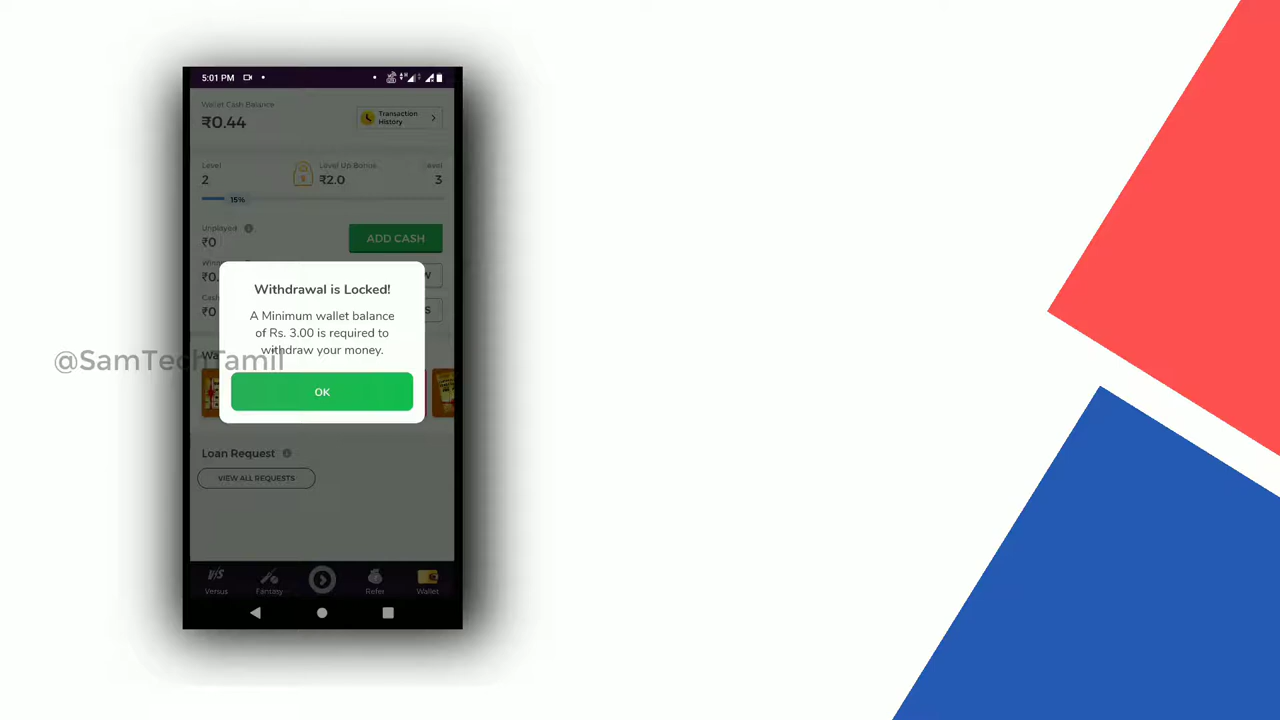 5:01 PM
Wallet Cash Balance
₹0.44
Transaction
History
Level
Level Up Bonus
Level
2
₹2.0
3
15%
Unplayed
₹0
ADD CASH
₹0
Withdrawal is Locked!
A Minimum wallet balance
of Rs. 3.00 is required to
withdraw your money.
OK
@SamTechTamil
Loan Request
VIEW ALL REQUESTS
Versus
Fantasy
Refer
Wallet